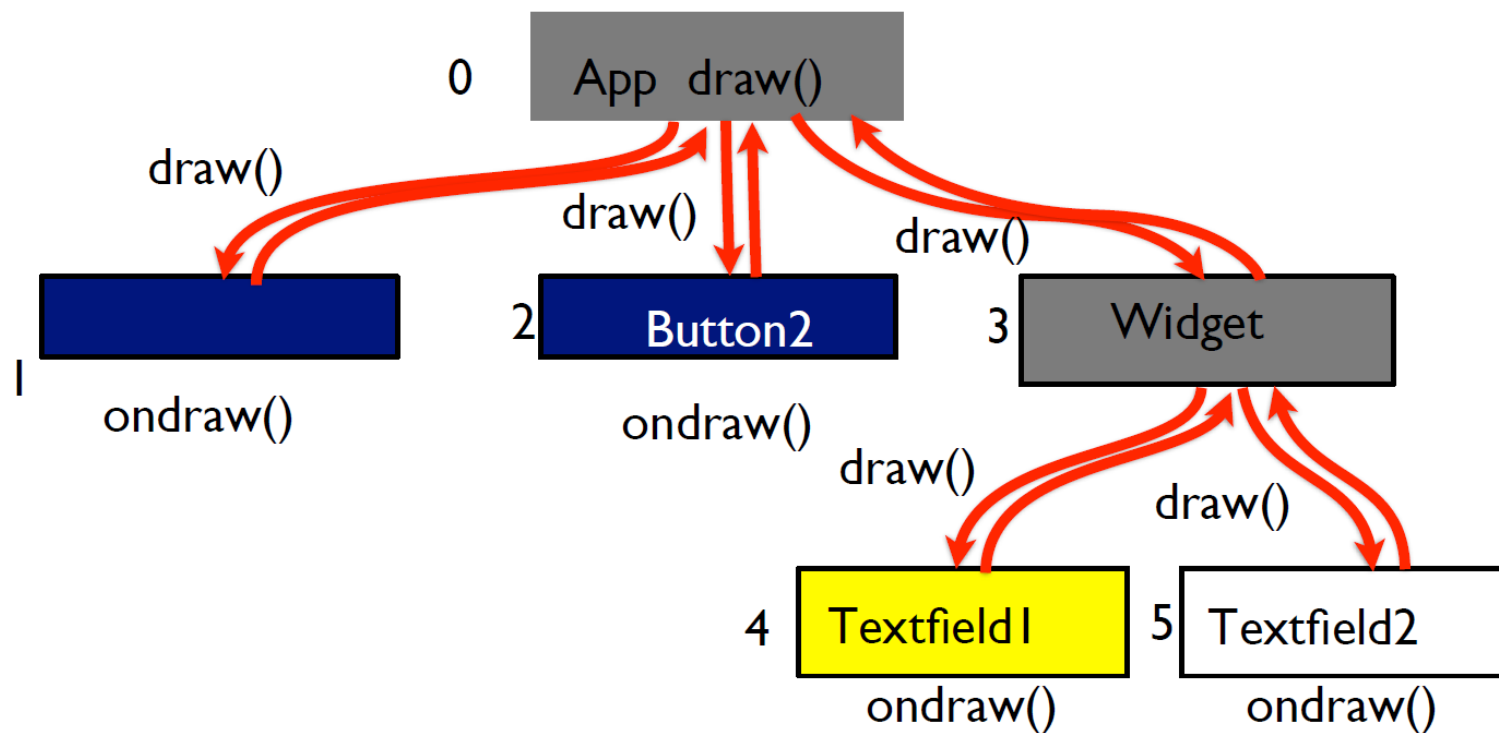 0
App draw()
draw()
draw()
draw()
1
2
Button2
3
Widget
ondraw()
ondraw()
draw()
draw()
4
Textfield1
5
Textfield2
ondraw()
ondraw()